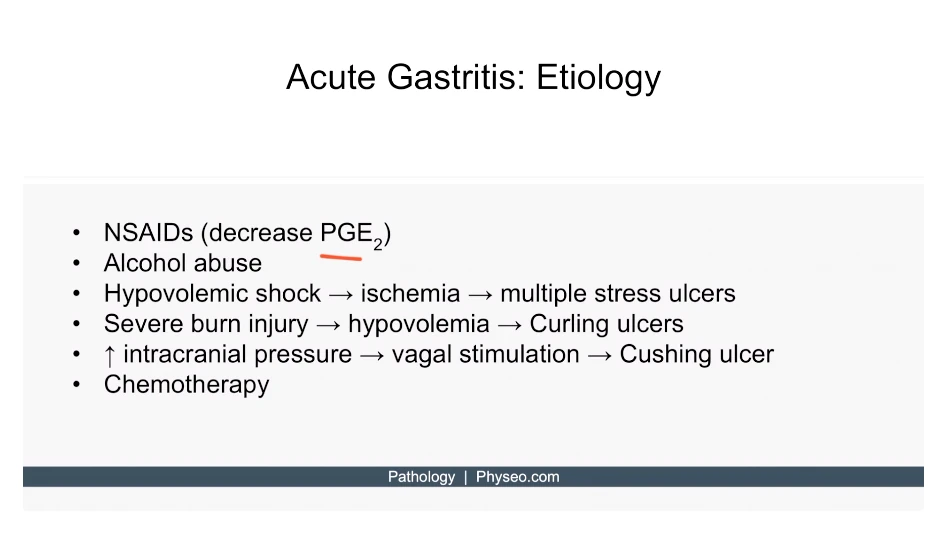 Acute Gastritis: Etiology
• NSAIDs (decrease PGE₂)
• Alcohol abuse
• Hypovolemic shock → ischemia → multiple stress ulcers
• Severe burn injury → hypovolemia → Curling ulcers
• ↑ intracranial pressure → vagal stimulation → Cushing ulcer
• Chemotherapy
Pathology | Physeo.com